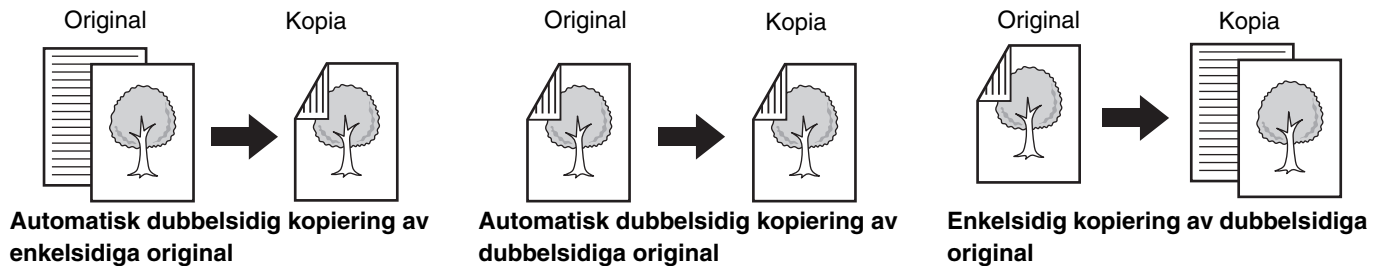 Original Kopia Original Kopia Original Kopia
Automatisk dubbelsidig kopiering av
enkelsidiga original
Automatisk dubbelsidig kopiering av
dubbelsidiga original
Enkelsidig kopiering av dubbelsidiga
original